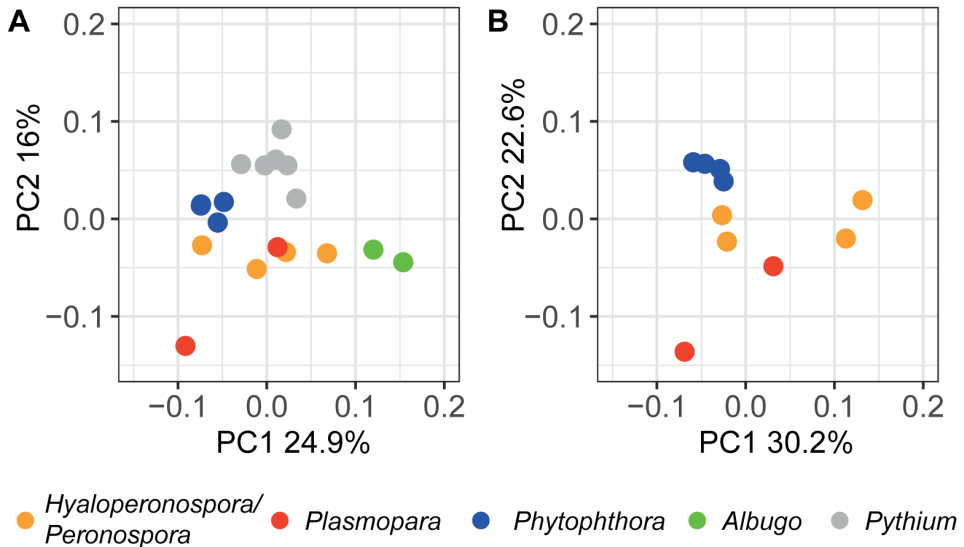 A
B
0.2
0.1
0.0
−0.1
PC2 16%
−0.1 0.0 0.1 0.2
PC1 24.9%
0.2
0.1
0.0
−0.1
PC2 22.6%
−0.1 0.0 0.1 0.2
PC1 30.2%
Hyaloperonospora/
Peronospora
Plasmopara
Phytophthora
Albugo
Pythium